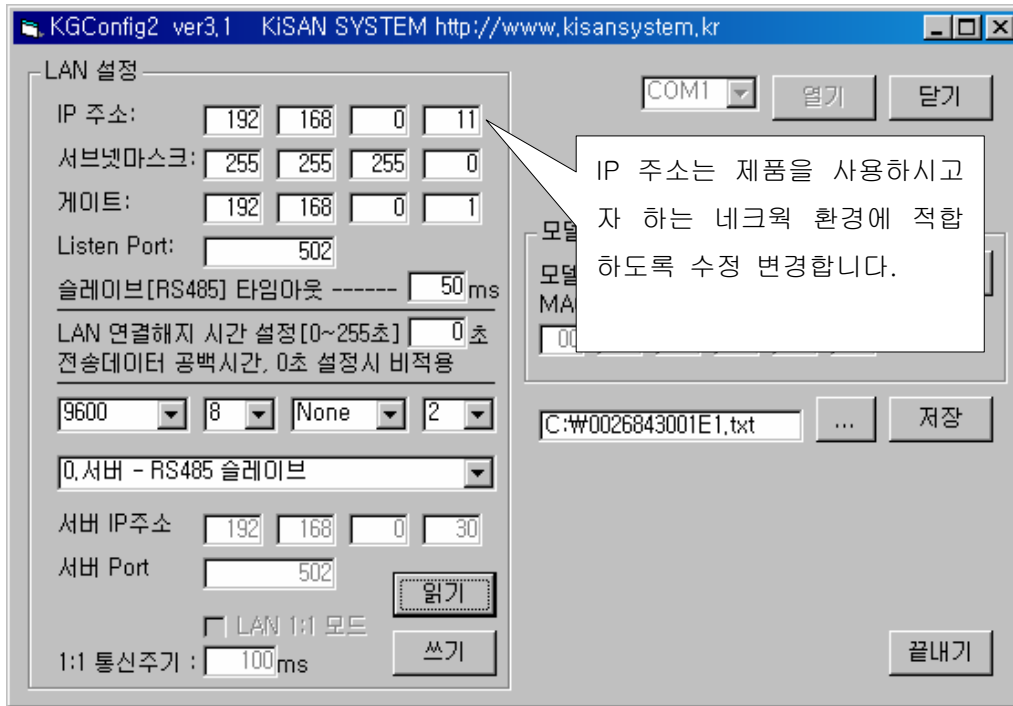 KGConfig2 ver3,1 KiSAN SYSTEM http://www,kisansystem,kr
LAN 설정
IP 주소: 192 168 0 11
서브넷마스크: 255 255 255 0
게이트: 192 168 0 1
Listen Port: 502
슬레이브[RS485] 타임아웃 ------ 50 ms
LAN 연결해지 시간 설정[0~255초] 0 초
전송데이터 공백시간, 0초 설정시 비적용
9600 8 None 2
0,서버 - RS485 슬레이브
서버 IP주소 192 168 0 30
서버 Port 502
읽기
LAN 1:1 모드
1:1 통신주기 : 100 ms
쓰기
COM1 열기 닫기
IP 주소는 제품을 사용하시고
자 하는 네크웍 환경에 적합
하도록 수정 변경합니다.
모델
모델
MA
00
C:₩0026843001E1,txt ... 저장
끝내기